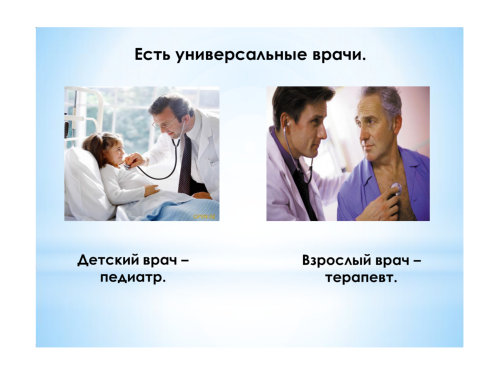 Есть универсальные врачи.
Детский врач –
педиатр.
Взрослый врач –
терапевт.